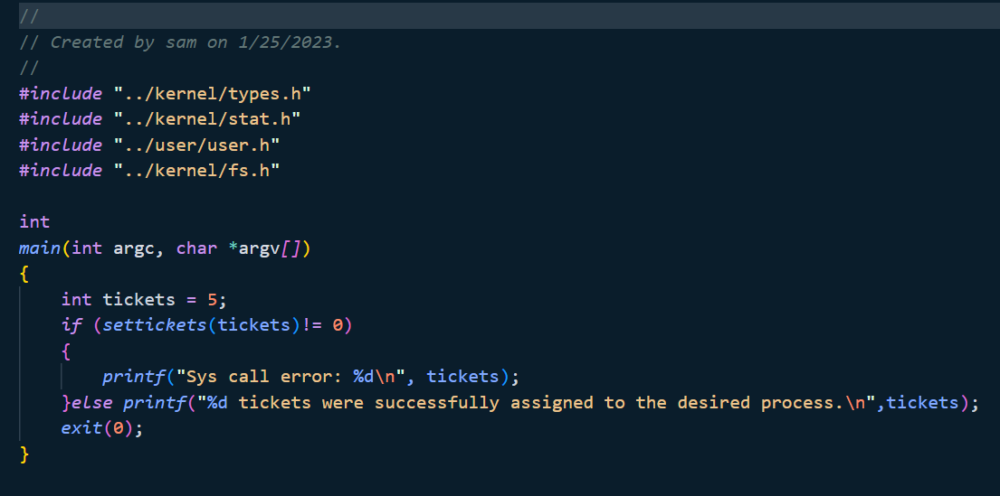 //
// Created by sam on 1/25/2023.
//
#include "../kernel/types.h"
#include "../kernel/stat.h"
#include "../user/user.h"
#include "../kernel/fs.h"

int
main(int argc, char *argv[])
{
    int tickets = 5;
    if (settickets(tickets)!= 0)
    {
        printf("Sys call error: %d\n", tickets);
    }else printf("%d tickets were successfully assigned to the desired process.\n",tickets);
    exit(0);
}